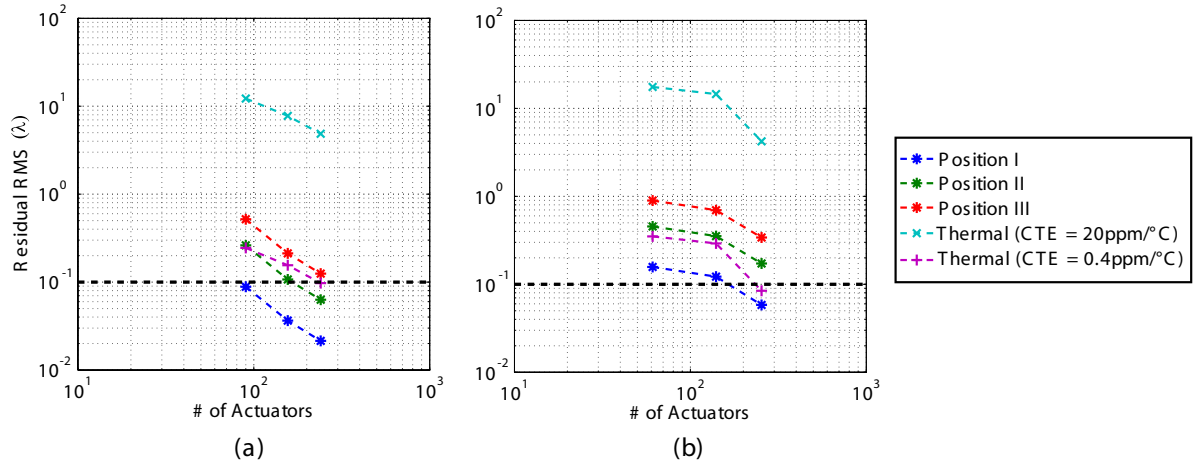 10^2
10^1
10^0
10^-1
10^-2
Residual RMS (λ)
10^1
10^2
10^3
# of Actuators
(a)
10^2
10^1
10^0
10^-1
10^-2
10^1
10^2
10^3
# of Actuators
(b)
Position I
Position II
Position III
Thermal (CTE = 20ppm/°C)
Thermal (CTE = 0.4ppm/°C)